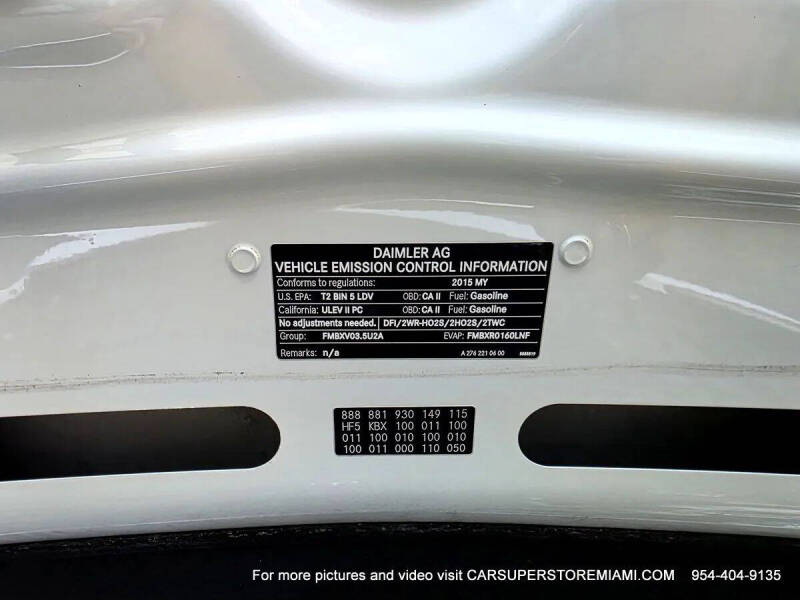 DAIMLER AG
VEHICLE EMISSION CONTROL INFORMATION
Conforms to regulations: 2015 MY
U.S. EPA: T2 BIN 5 LDV OBD: CA II Fuel: Gasoline
California: ULEV II PC OBD: CA II Fuel: Gasoline
No adjustments needed. DFI/2WR-HO2S/2HO2S/2TWC
Group: FMBXV03.5U2A EVAP: FMBXR0160LNF
Remarks: n/a A 276 221 06 00
888 881 930 149 115
HF5 KBX 100 011 100
011 100 010 100 010
100 011 000 110 050
For more pictures and video visit CARSUPERSTOREMIAMI.COM 954-404-9135